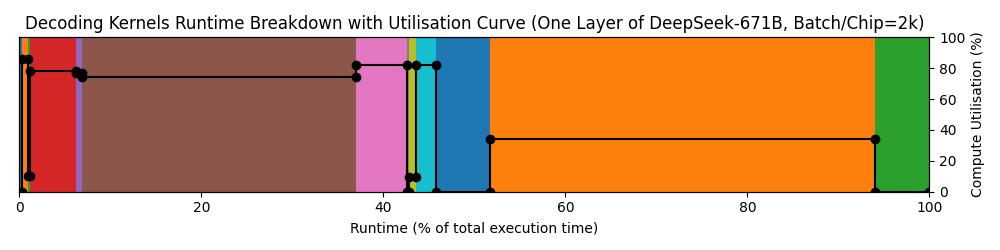 Decoding Kernels Runtime Breakdown with Utilisation Curve (One Layer of DeepSeek-671B, Batch/Chip=2k)
100
80
60
40
20
0
Compute Utilisation (%)
0 20 40 60 80 100
Runtime (% of total execution time)